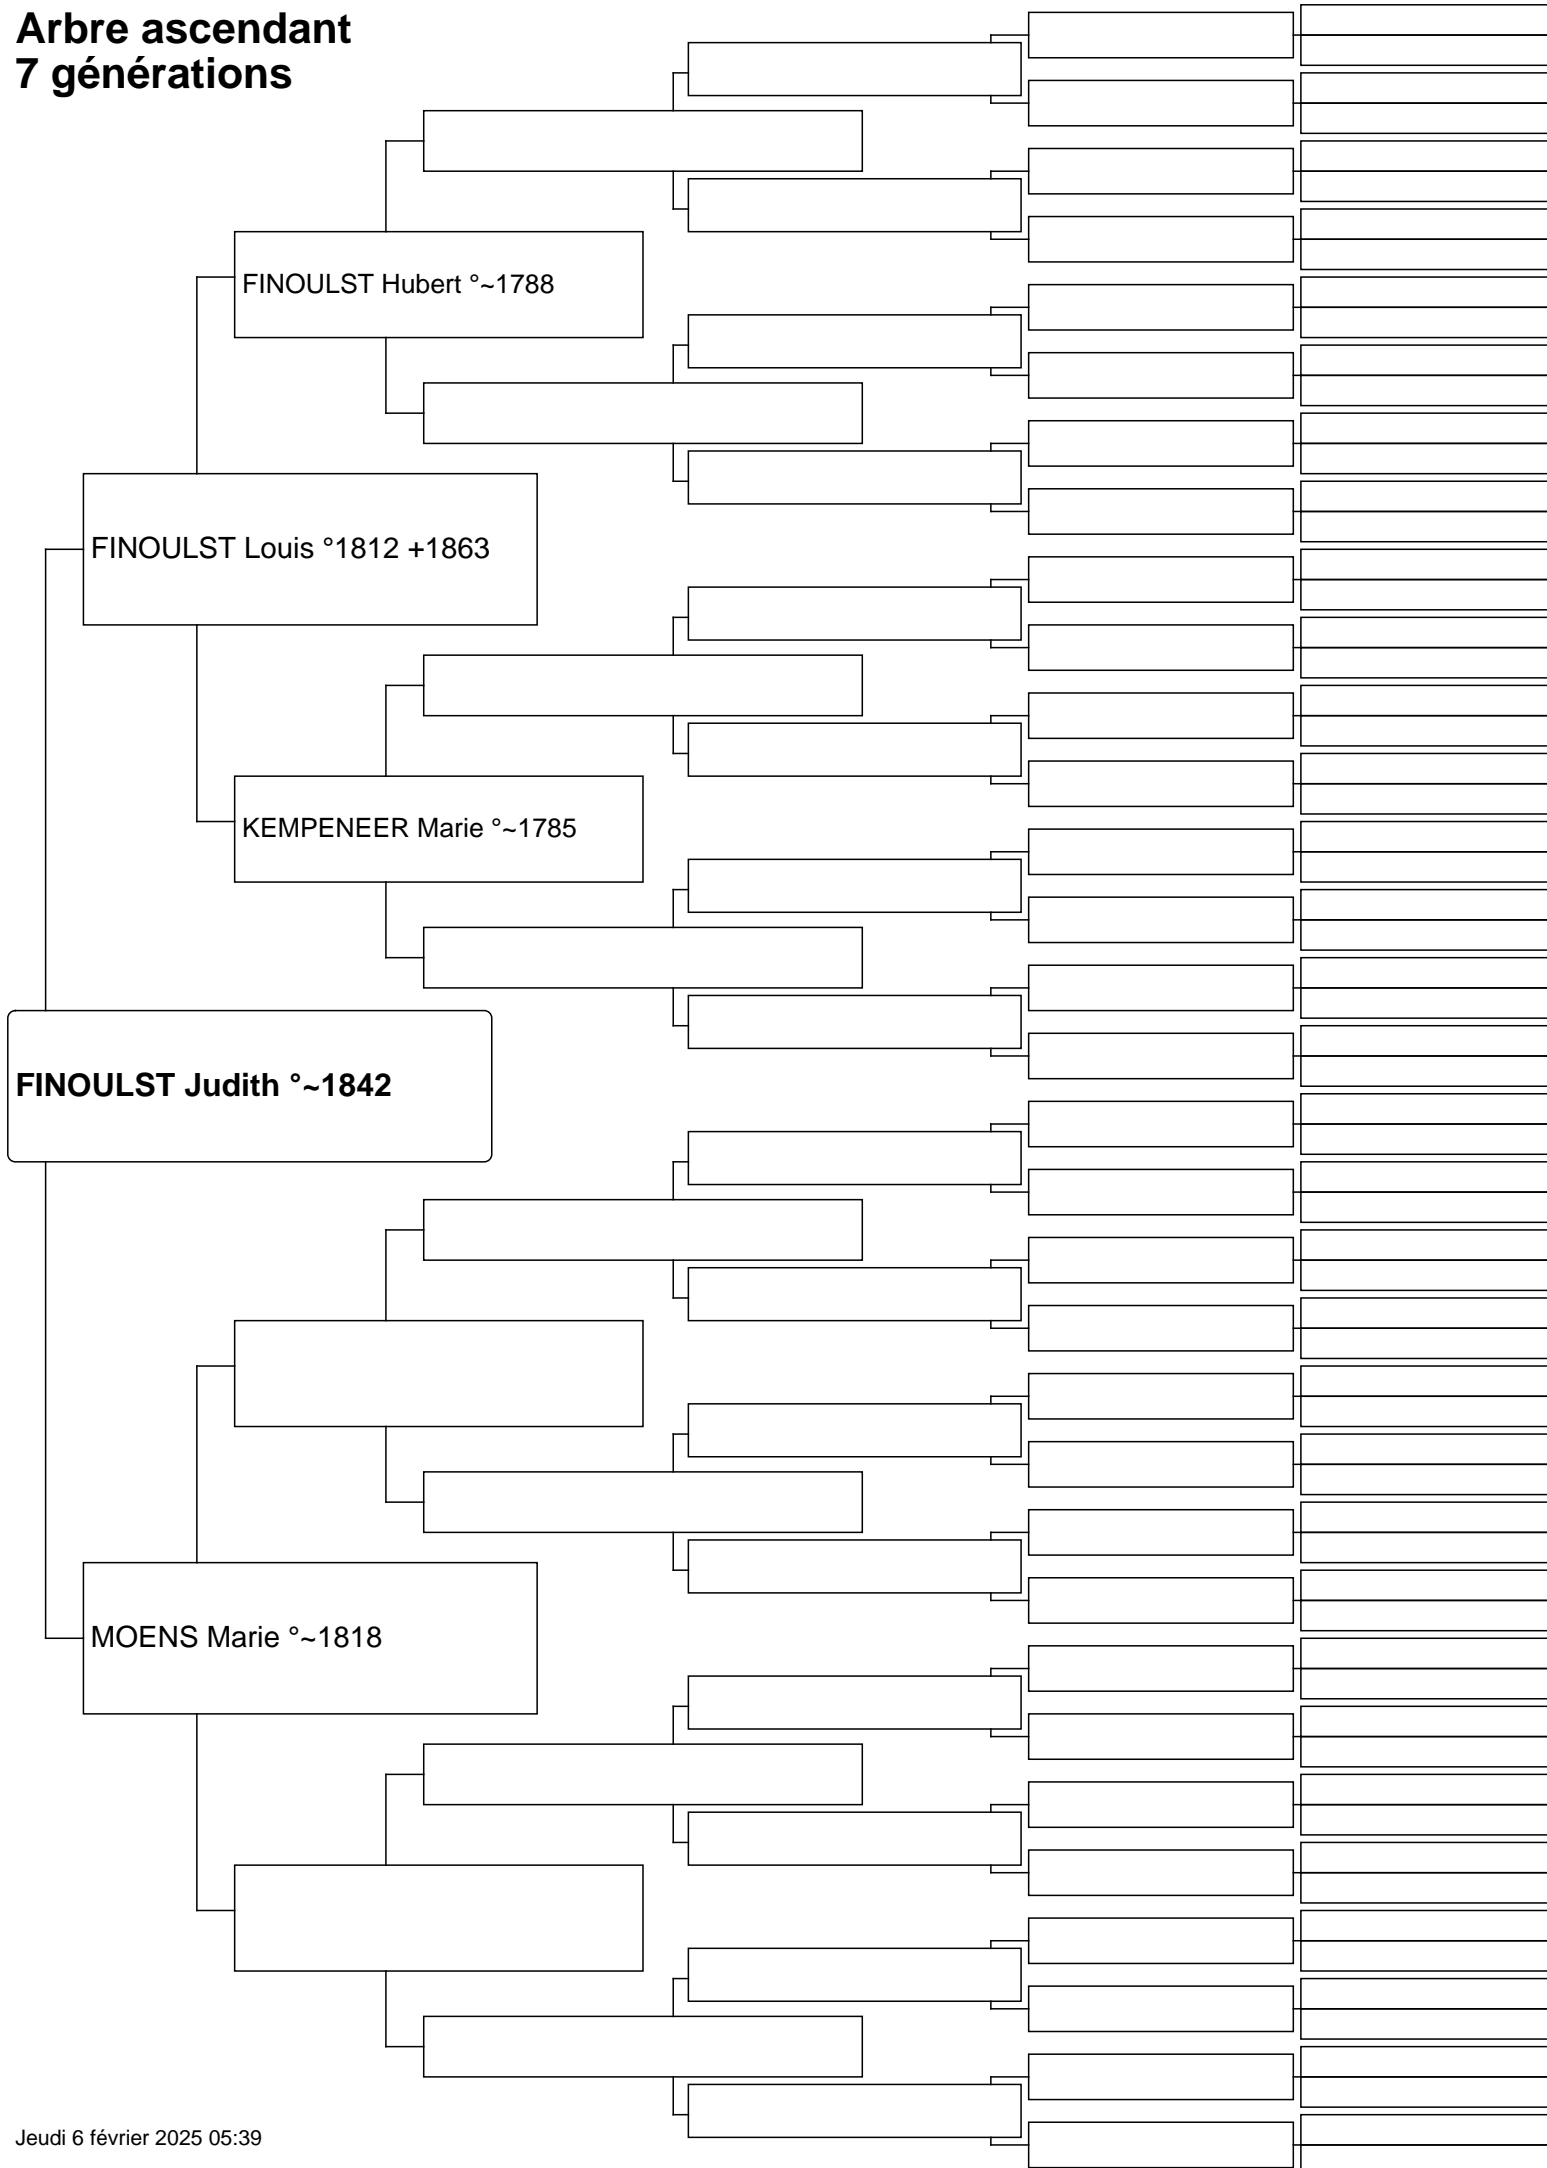 Arbre ascendant
7 générations
FINOULST Hubert °~1788
FINOULST Louis °1812 +1863
KEMPENEER Marie °~1785
FINOULST Judith °~1842
MOENS Marie °~1818
Jeudi 6 février 2025 05:39